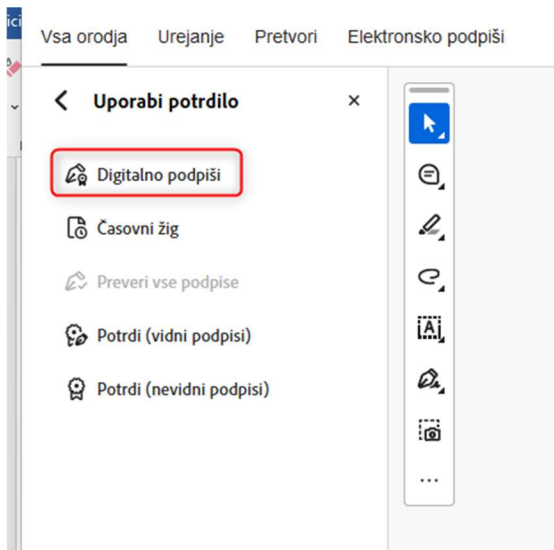 Vsa orodja Urejanje Pretvori Elektronsko podpiši
Uporabi potrdilo
Digitalno podpiši
Časovni žig
Preveri vse podpise
Potrdi (vidni podpisi)
Potrdi (nevidni podpisi)